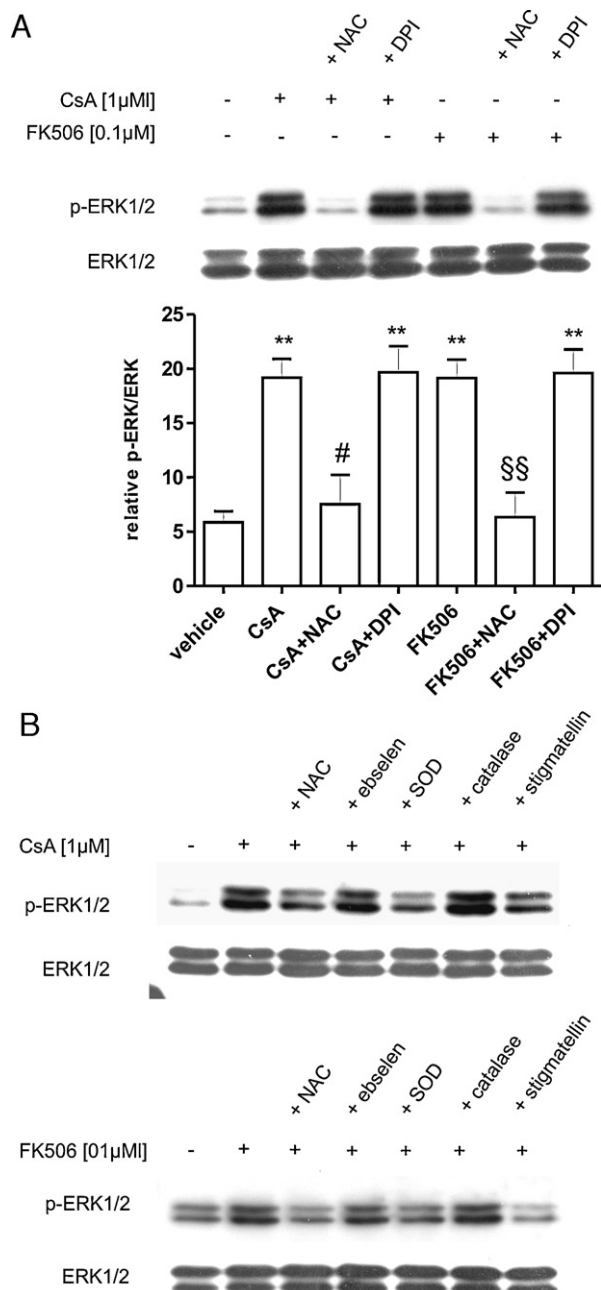 A
+ NAC + DPI + NAC + DPI
CsA [1µMl] - + + + - - -
FK506 [0.1µM] - - - - + + +
p-ERK1/2
ERK1/2
25
20
15
10
5
0
relative p-ERK/ERK
** # ** ** §§ **
vehicle CsA CsA+NAC CsA+DPI FK506 FK506+NAC FK506+DPI
B
+ NAC + ebselen + SOD + catalase + stigmatellin
CsA [1µM] - + + + + + +
p-ERK1/2
ERK1/2
+ NAC + ebselen + SOD + catalase + stigmatellin
FK506 [01µMl] - + + + + + +
p-ERK1/2
ERK1/2